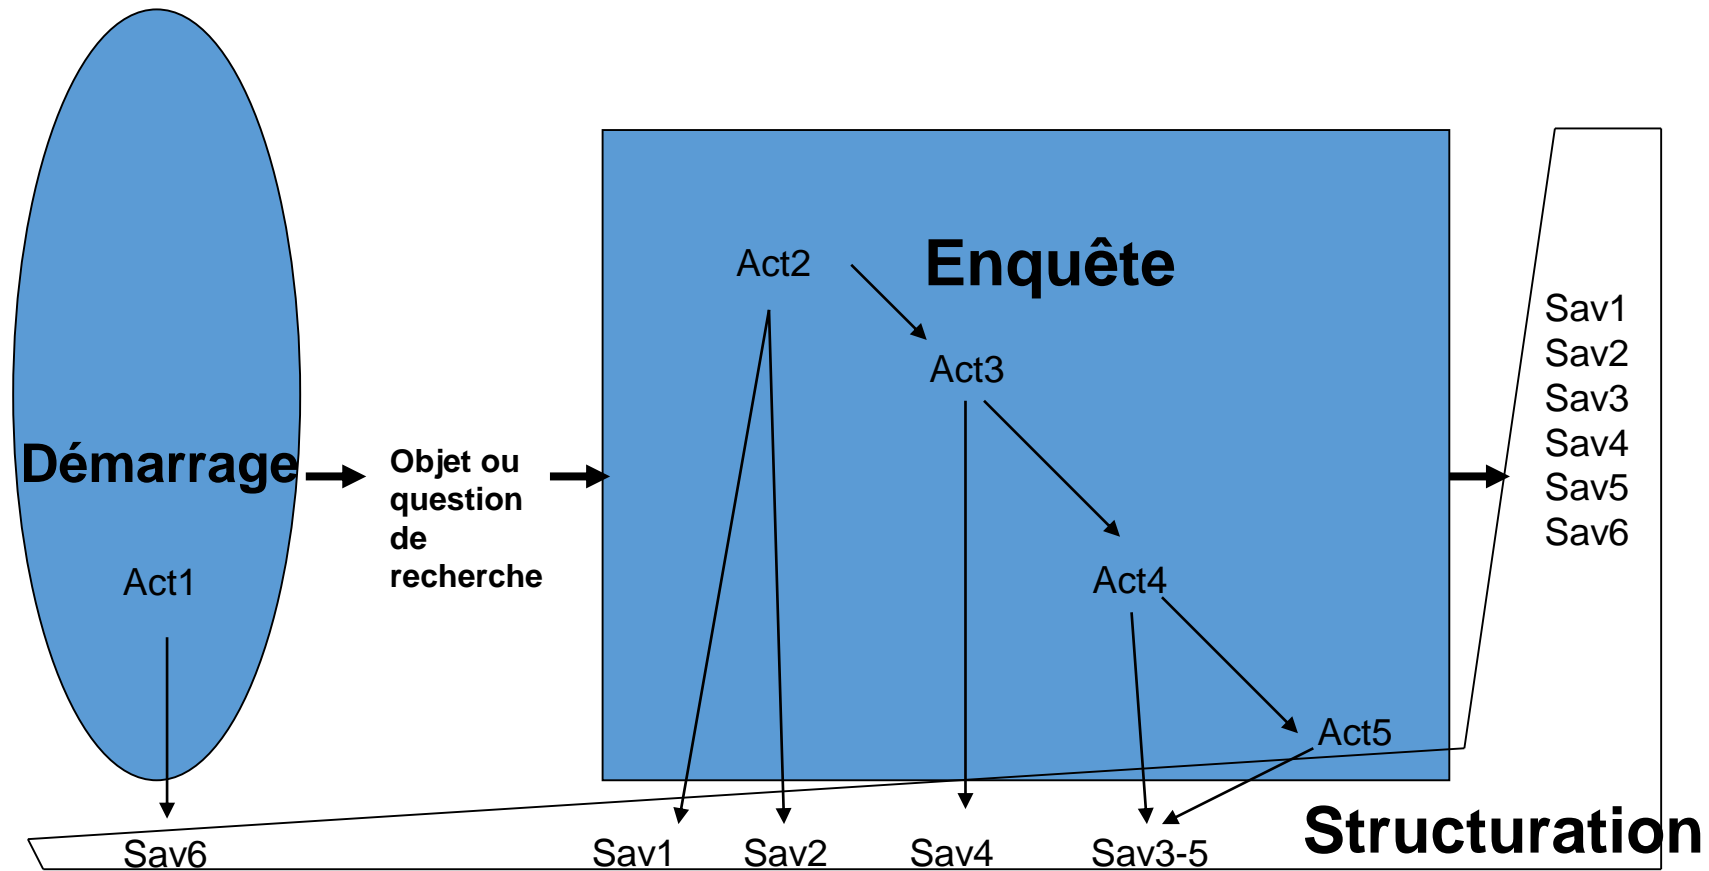 Démarrage
Act1
Objet ou
question
de
recherche
Enquête
Act2
Act3
Act4
Act5
Sav1
Sav2
Sav3
Sav4
Sav5
Sav6
Structuration
Sav6
Sav1
Sav2
Sav4
Sav3-5